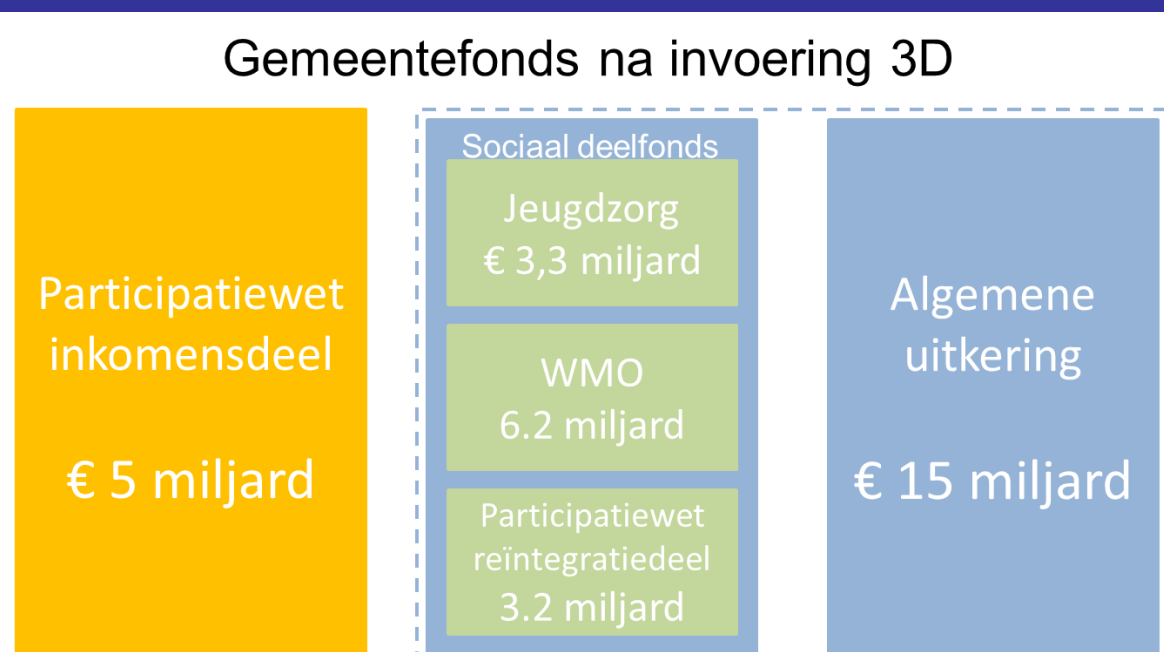 Gemeentefonds na invoering 3D
Participatiewet
inkomensdeel
€ 5 miljard
Sociaal deelfonds
Jeugdzorg
€ 3,3 miljard
WMO
6.2 miljard
Participatiewet
reïntegratiedeel
3.2 miljard
Algemene
uitkering
€ 15 miljard